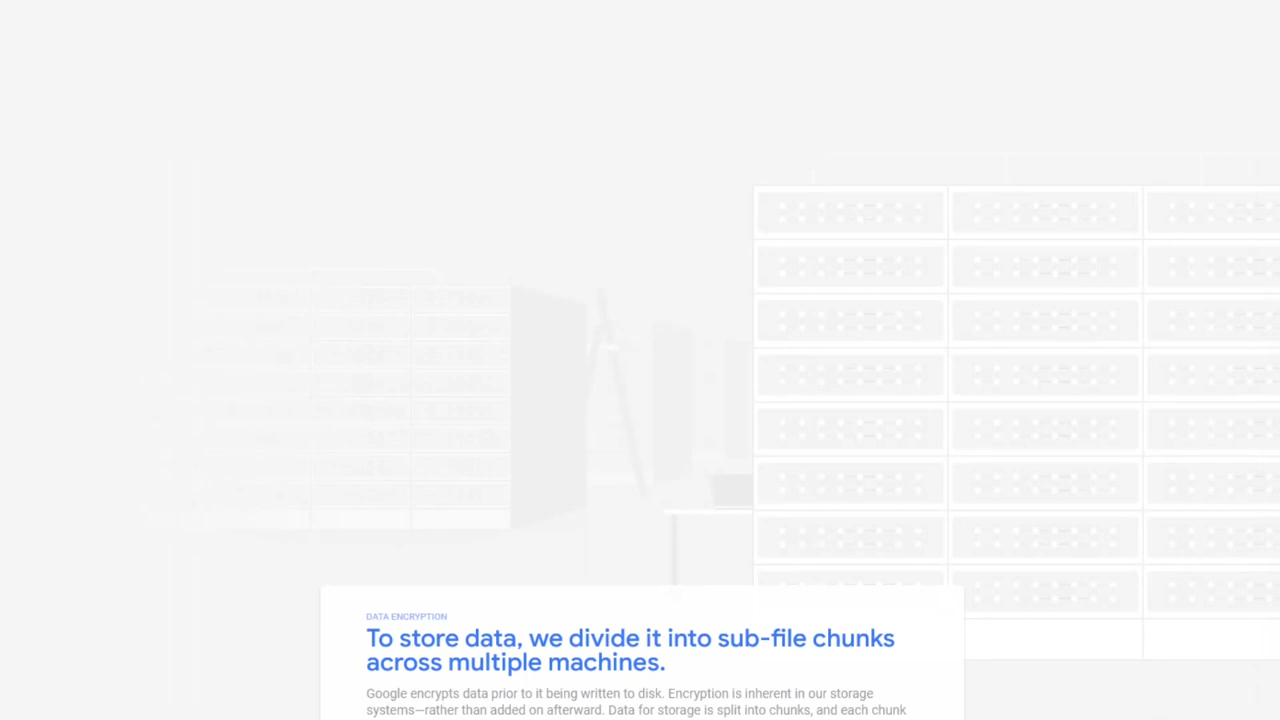 DATA ENCRYPTION
To store data, we divide it into sub-file chunks
across multiple machines.
Google encrypts data prior to it being written to disk. Encryption is inherent in our storage
systems—rather than added on afterward. Data for storage is split into chunks, and each chunk